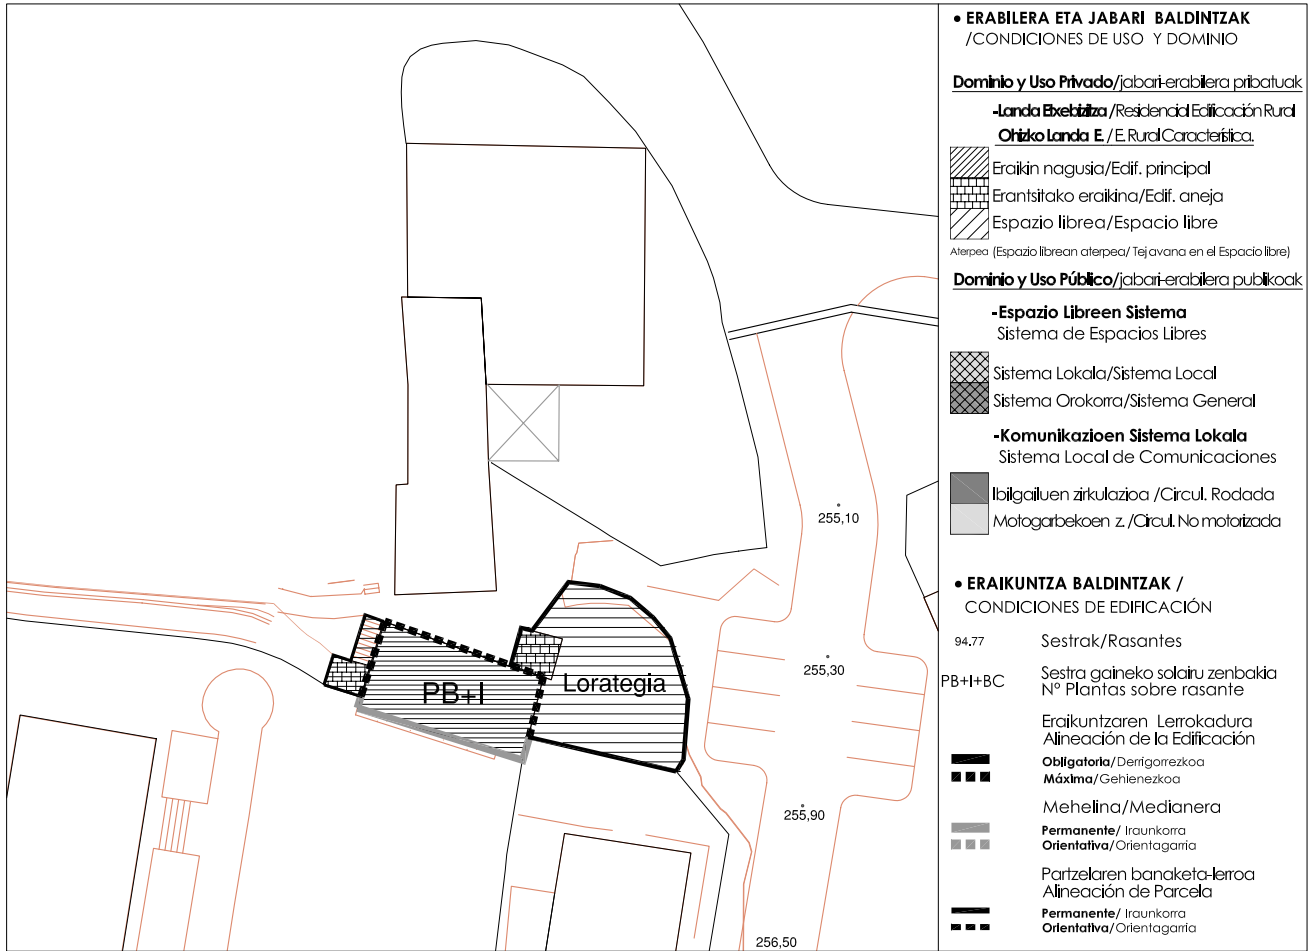 • ERABILERA ETA JABARI BALDINTZAK
/CONDICIONES DE USO Y DOMINIO
Dominio y Uso Privado/jabari-erabilera pribatuak
-Landa Etxebizitza/Residencial Edificación Rural
Ohizko Landa E./E. Rural Característica.
Eraikin nagusia/Edif. principal
Erantsitako eraikina/Edif. aneja
Espazio librea/Espacio libre
Aterpea (Espazio librean aterpea/ Tejavana en el Espacio libre)
Dominio y Uso Público/jabari-erabilera publikoak
-Espazio Libreen Sistema
Sistema de Espacios Libres
Sistema Lokala/Sistema Local
Sistema Orokorra/Sistema General
-Komunikazioen Sistema Lokala
Sistema Local de Comunicaciones
Ibilgailuen zirkulazioa /Circul. Rodada
Motogarbekoen z. /Circul. No motorizada
• ERAIKUNTZA BALDINTZAK /
CONDICIONES DE EDIFICACIÓN
94.77 Sestrak/Rasantes
PB+I+BC Sestra gaineko solairu zenbakia
Nº Plantas sobre rasante
Eraikuntzaren Lerrokadura
Alineación de la Edificación
Obligatoria/Derrigorrezkoa
Máxima/Gehienezkoa
Mehelina/Medianera
Permanente/ Iraunkorra
Orientativa/Orientagarria
Partzelaren banaketa-lerroa
Alineación de Parcela
Permanente/ Iraunkorra
Orientativa/Orientagarria
255,10
255,30
PB+I
Lorategia
255,90
256,50